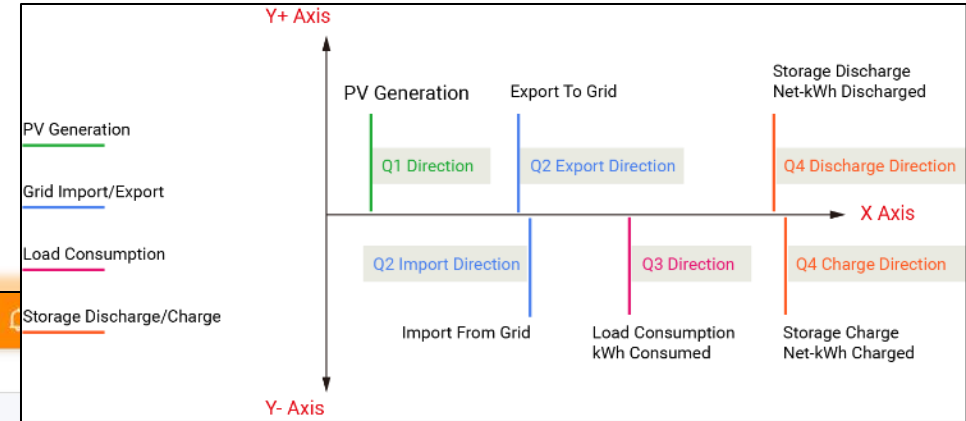 Y+ Axis
Storage Discharge
Net-kWh Discharged
PV Generation
Export To Grid
PV Generation
Q1 Direction
Q2 Export Direction
Q4 Discharge Direction
Grid Import/Export
X Axis
Load Consumption
Q2 Import Direction
Q3 Direction
Q4 Charge Direction
Storage Discharge/Charge
Import From Grid
Load Consumption
kWh Consumed
Storage Charge
Net-kWh Charged
Y- Axis